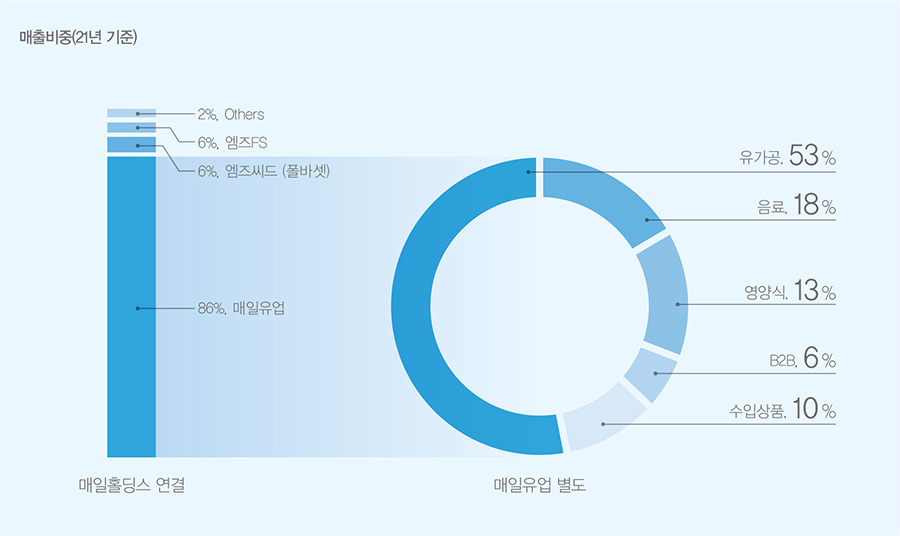 매출비중(21년 기준)
2%, Others
6%, 엠즈FS
6%, 엠즈씨드 (폴바셋)
86%, 매일유업
매일홀딩스 연결
유가공, 53%
음료, 18%
영양식, 13%
B2B, 6%
수입상품, 10%
매일유업 별도